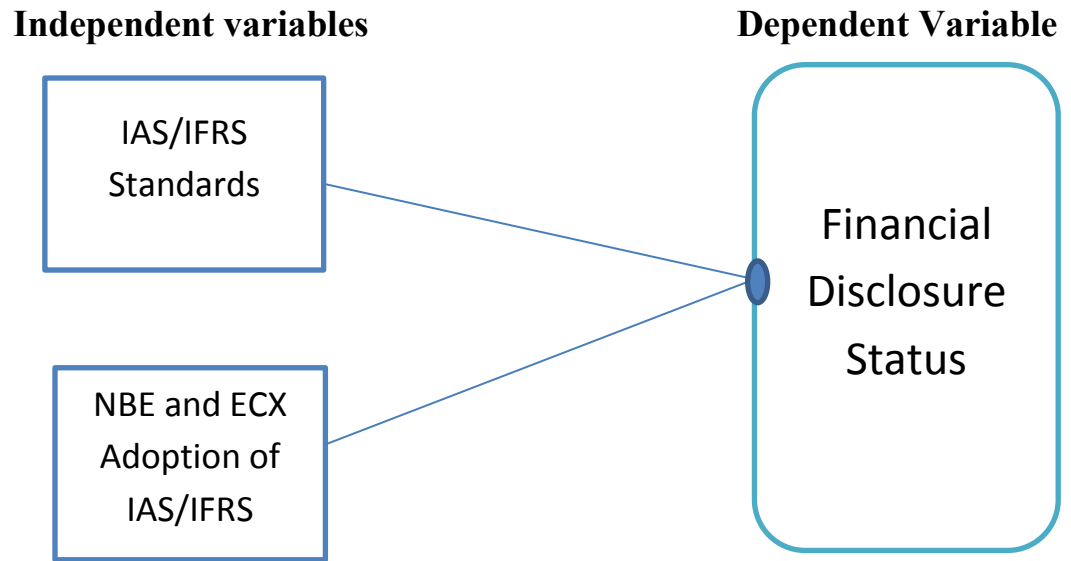 Independent variables
Dependent Variable
IAS/IFRS
Standards
NBE and ECX
Adoption of
IAS/IFRS
Financial
Disclosure
Status